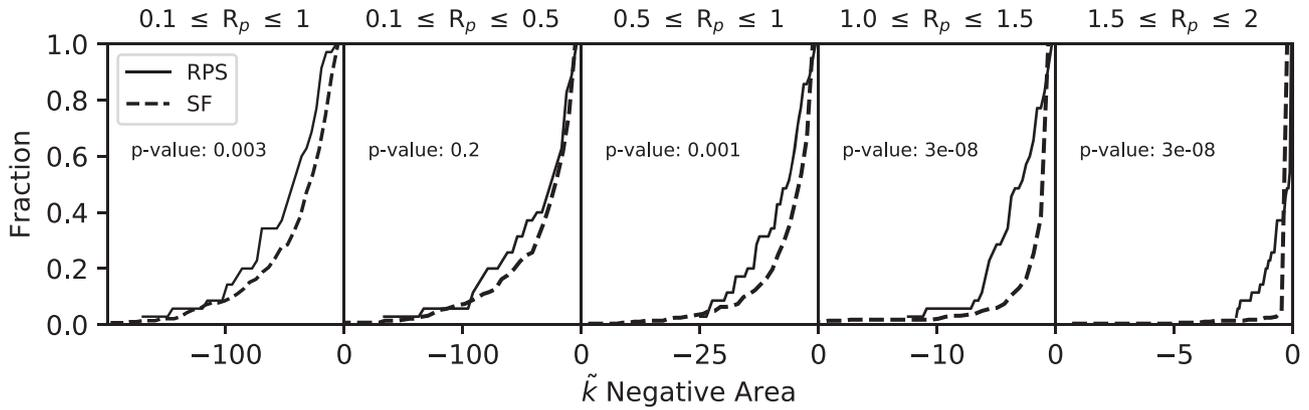 0.1 ≤ R_p ≤ 1 0.1 ≤ R_p ≤ 0.5 0.5 ≤ R_p ≤ 1 1.0 ≤ R_p ≤ 1.5 1.5 ≤ R_p ≤ 2
1.0
RPS
SF
0.8
p-value: 0.003 p-value: 0.2 p-value: 0.001 p-value: 3e-08 p-value: 3e-08
0.6
Fraction
0.4
0.2
0.0
−100 0 −100 0 −25 0 −10 0 −5 0
k̃ Negative Area